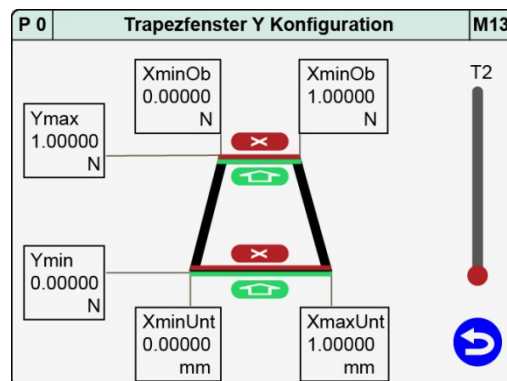 P 0
Trapezfenster Y Konfiguration
M13
XminOb
0.00000
N
XminOb
1.00000
N
T2
Ymax
1.00000
N
Ymin
0.00000
N
XminUnt
0.00000
mm
XmaxUnt
1.00000
mm